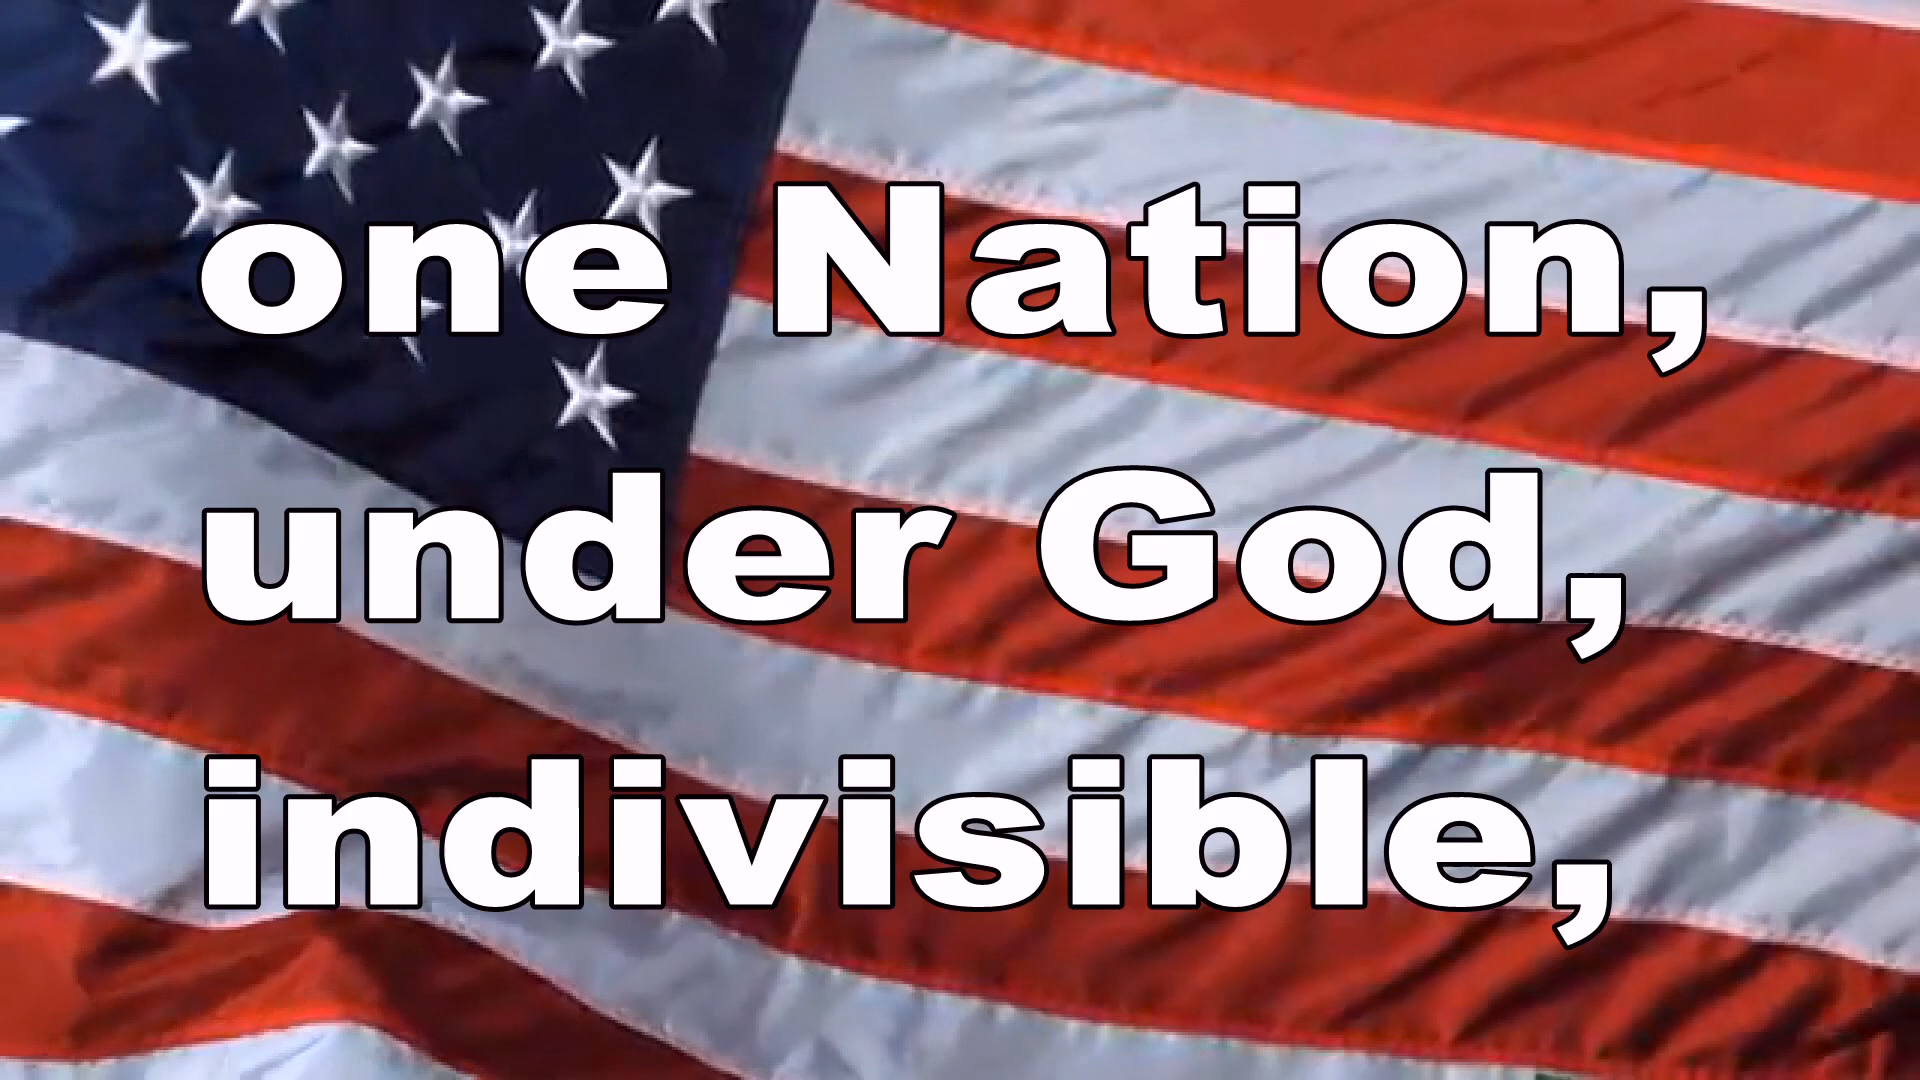 one Nation,
under God,
indivisible,